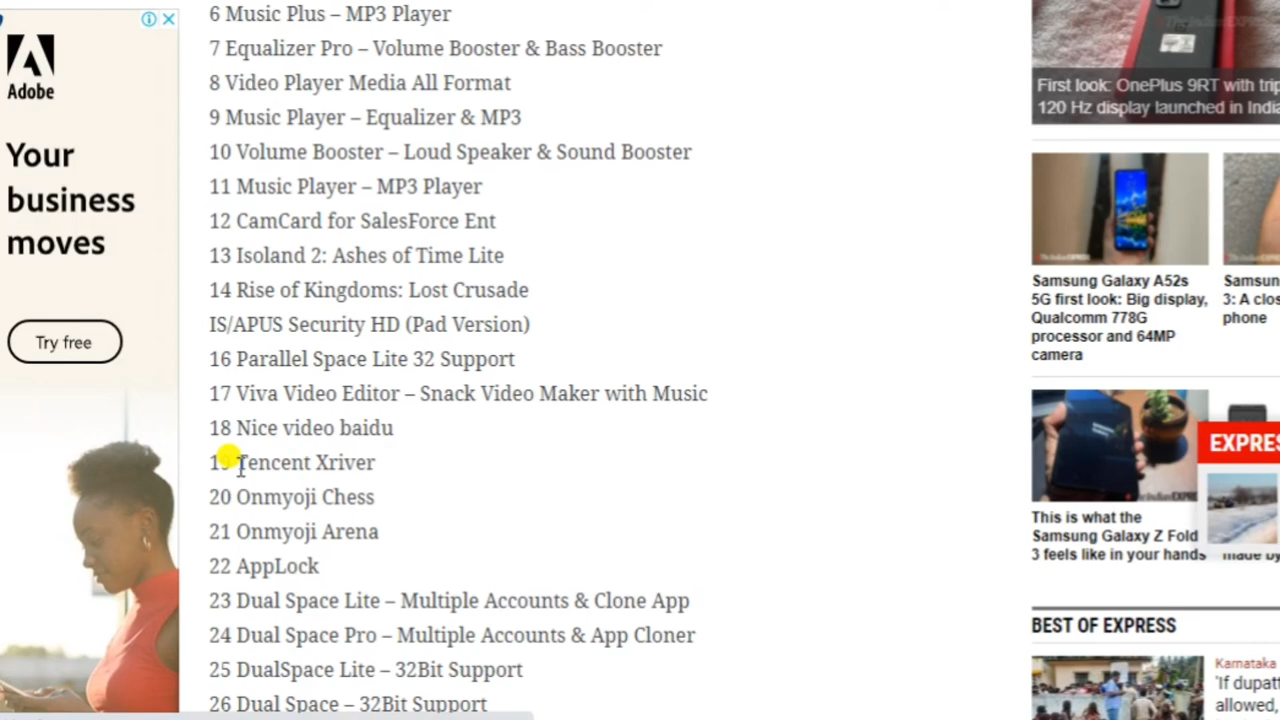 Adobe
Your
business
moves
Try free
6 Music Plus – MP3 Player
7 Equalizer Pro – Volume Booster & Bass Booster
8 Video Player Media All Format
9 Music Player – Equalizer & MP3
10 Volume Booster – Loud Speaker & Sound Booster
11 Music Player – MP3 Player
12 CamCard for SalesForce Ent
13 Isoland 2: Ashes of Time Lite
14 Rise of Kingdoms: Lost Crusade
IS/APUS Security HD (Pad Version)
16 Parallel Space Lite 32 Support
17 Viva Video Editor – Snack Video Maker with Music
18 Nice video baidu
19 Tencent Xriver
20 Onmyoji Chess
21 Onmyoji Arena
22 AppLock
23 Dual Space Lite – Multiple Accounts & Clone App
24 Dual Space Pro – Multiple Accounts & App Cloner
25 DualSpace Lite – 32Bit Support
26 Dual Space – 32Bit Support
First look: OnePlus 9RT with trip
120 Hz display launched in India
Samsung Galaxy A52s
5G first look: Big display,
Qualcomm 778G
processor and 64MP
camera
Samsun
3: A clos
phone
EXPRES
This is what the
Samsung Galaxy Z Fold
3 feels like in your hands
made by
BEST OF EXPRESS
Karnataka
'If dupatt
allowed,